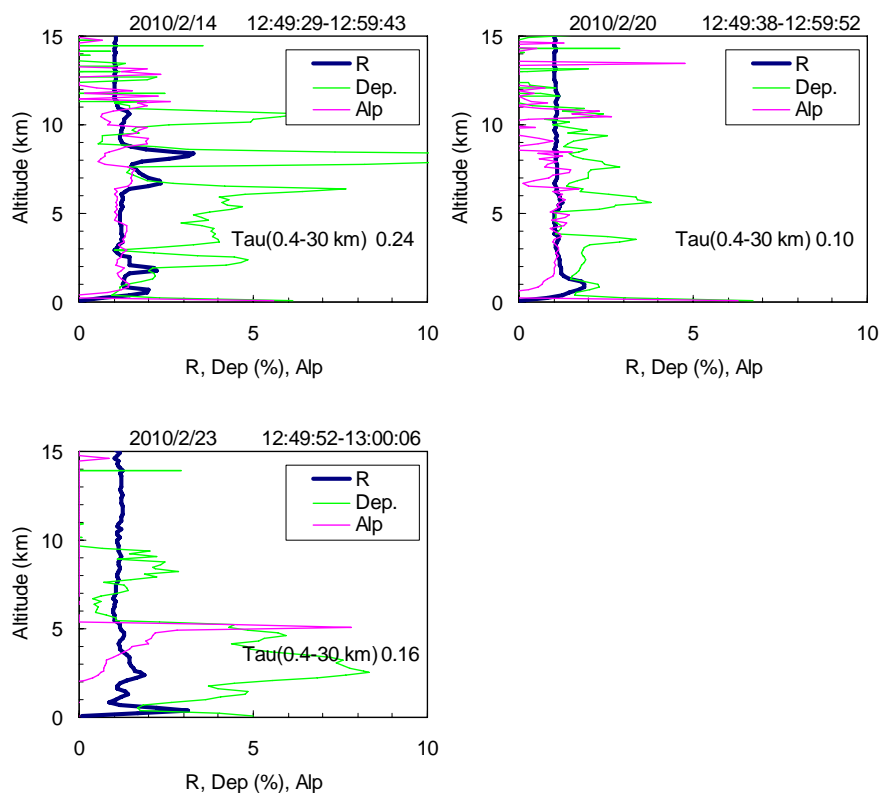 2010/2/14 12:49:29-12:59:43
15
10
5
0
Altitude (km)
R
Dep.
Alp
Tau(0.4-30 km) 0.24
0 5 10
R, Dep (%), Alp
2010/2/20 12:49:38-12:59:52
15
10
5
0
Altitude (km)
R
Dep.
Alp
Tau(0.4-30 km) 0.10
0 5 10
R, Dep (%), Alp
2010/2/23 12:49:52-13:00:06
15
10
5
0
Altitude (km)
R
Dep.
Alp
Tau(0.4-30 km) 0.16
0 5 10
R, Dep (%), Alp